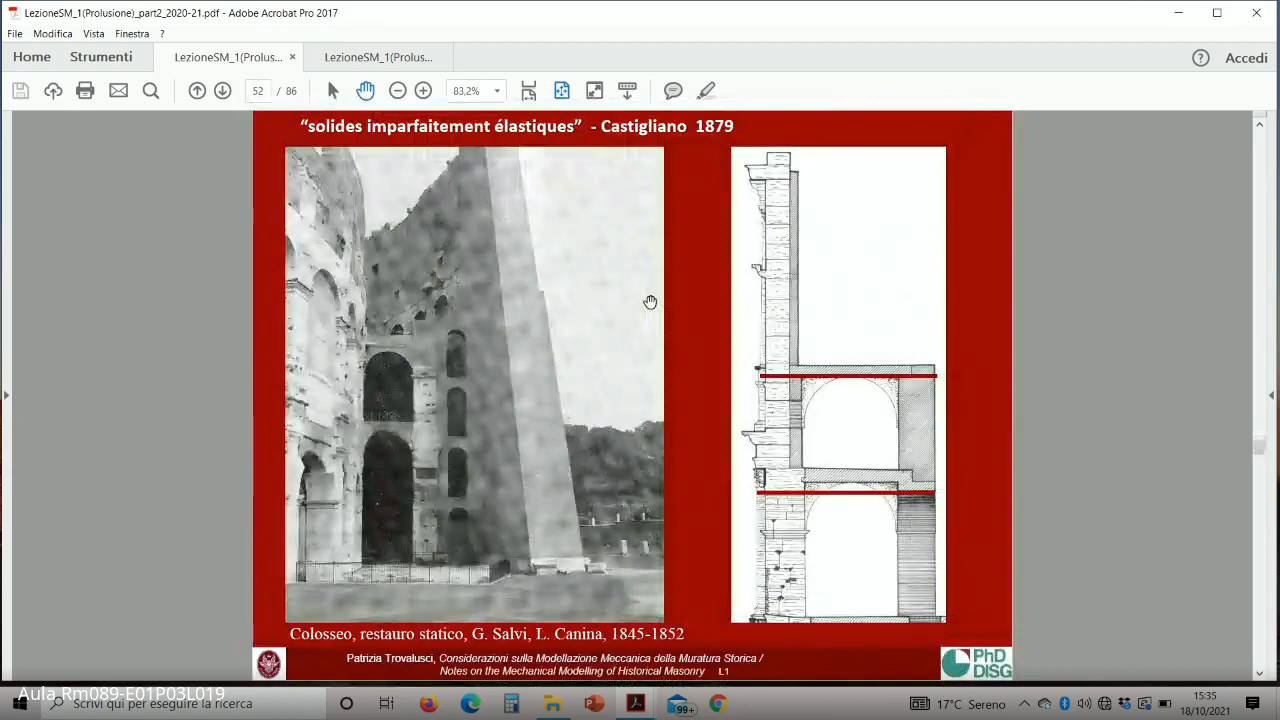 LezioneSM_1(Prolusione)_part2_2020-21.pdf - Adobe Acrobat Pro 2017
File Modifica Vista Finestra ?
Home Strumenti LezioneSM_1(Prolus... × LezioneSM_1(Prolus... Accedi
52 / 86 83,2%
“solides imparfaitement élastiques” - Castigliano 1879
Colosseo, restauro statico, G. Salvi, L. Canina, 1845-1852
Patrizia Trovalusci, Considerazioni sulla Modellazione Meccanica della Muratura Storica /
Notes on the Mechanical Modelling of Historical Masonry L1
PhD
DISG
Aula Rm089-E01P03L019
Scrivi qui per eseguire la ricerca
99+
17°C Sereno
15:35
18/10/2021